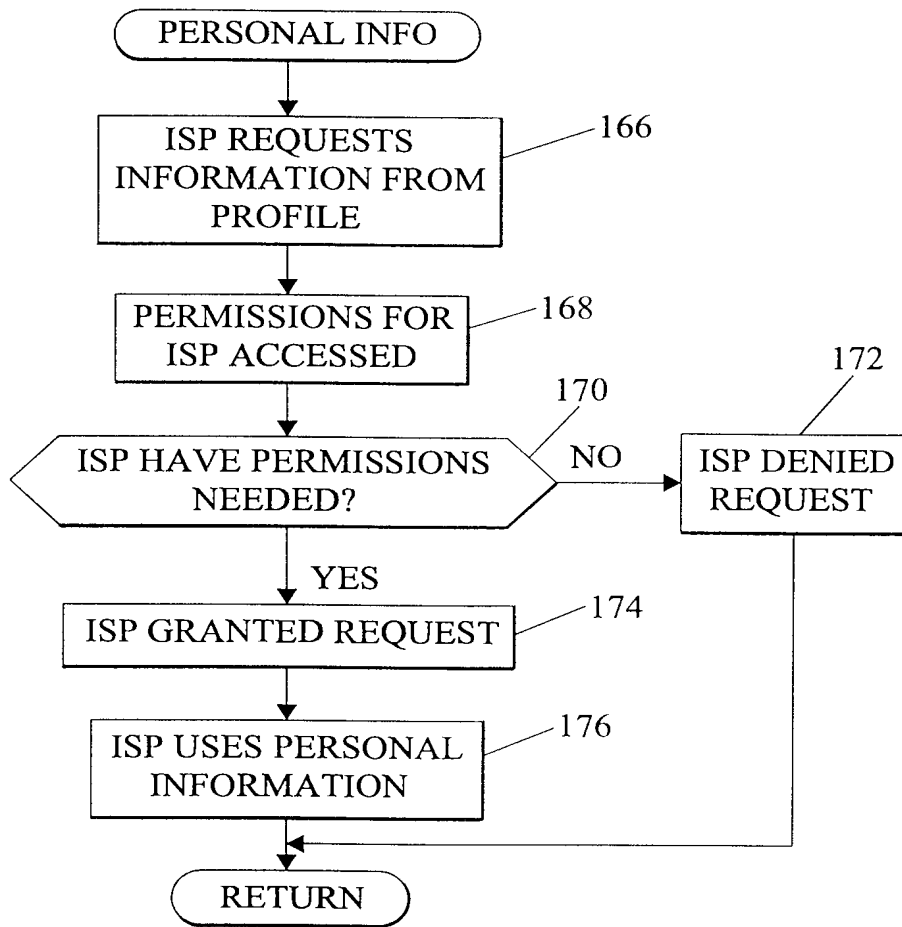 PERSONAL INFO
ISP REQUESTS
INFORMATION FROM
PROFILE
166
PERMISSIONS FOR
ISP ACCESSED
168
ISP HAVE PERMISSIONS
NEEDED?
170
NO
ISP DENIED
REQUEST
172
YES
ISP GRANTED REQUEST
174
ISP USES PERSONAL
INFORMATION
176
RETURN